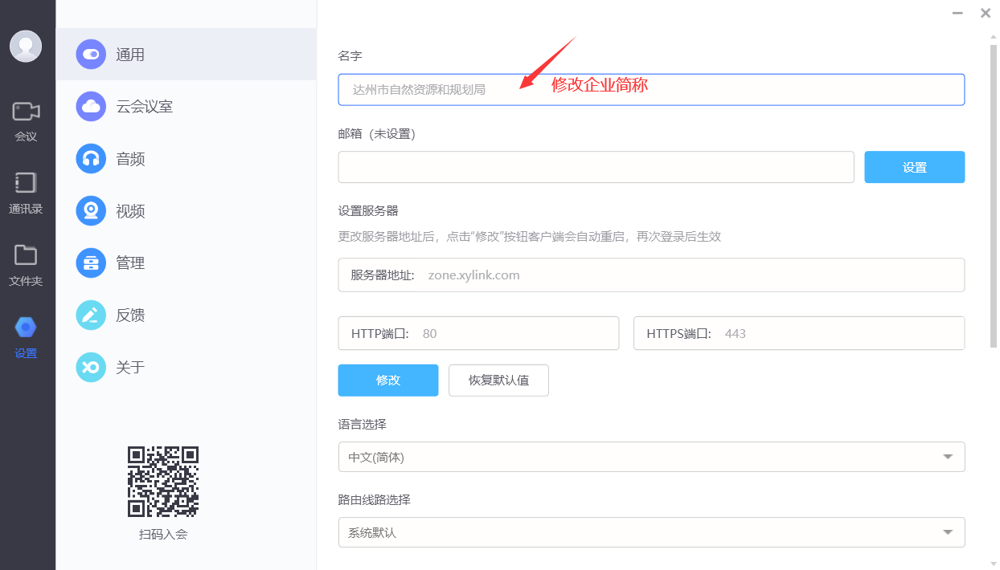 会议
通讯录
文件夹
设置
通用
云会议室
音频
视频
管理
反馈
关于
扫码入会
名字
达州市自然资源和规划局
修改企业简称
邮箱（未设置）
设置
设置服务器
更改服务器地址后，点击“修改”按钮客户端会自动重启，再次登录后生效
服务器地址: zone.xylink.com
HTTP端口: 80 HTTPS端口: 443
修改 恢复默认值
语言选择
中文(简体)
路由线路选择
系统默认